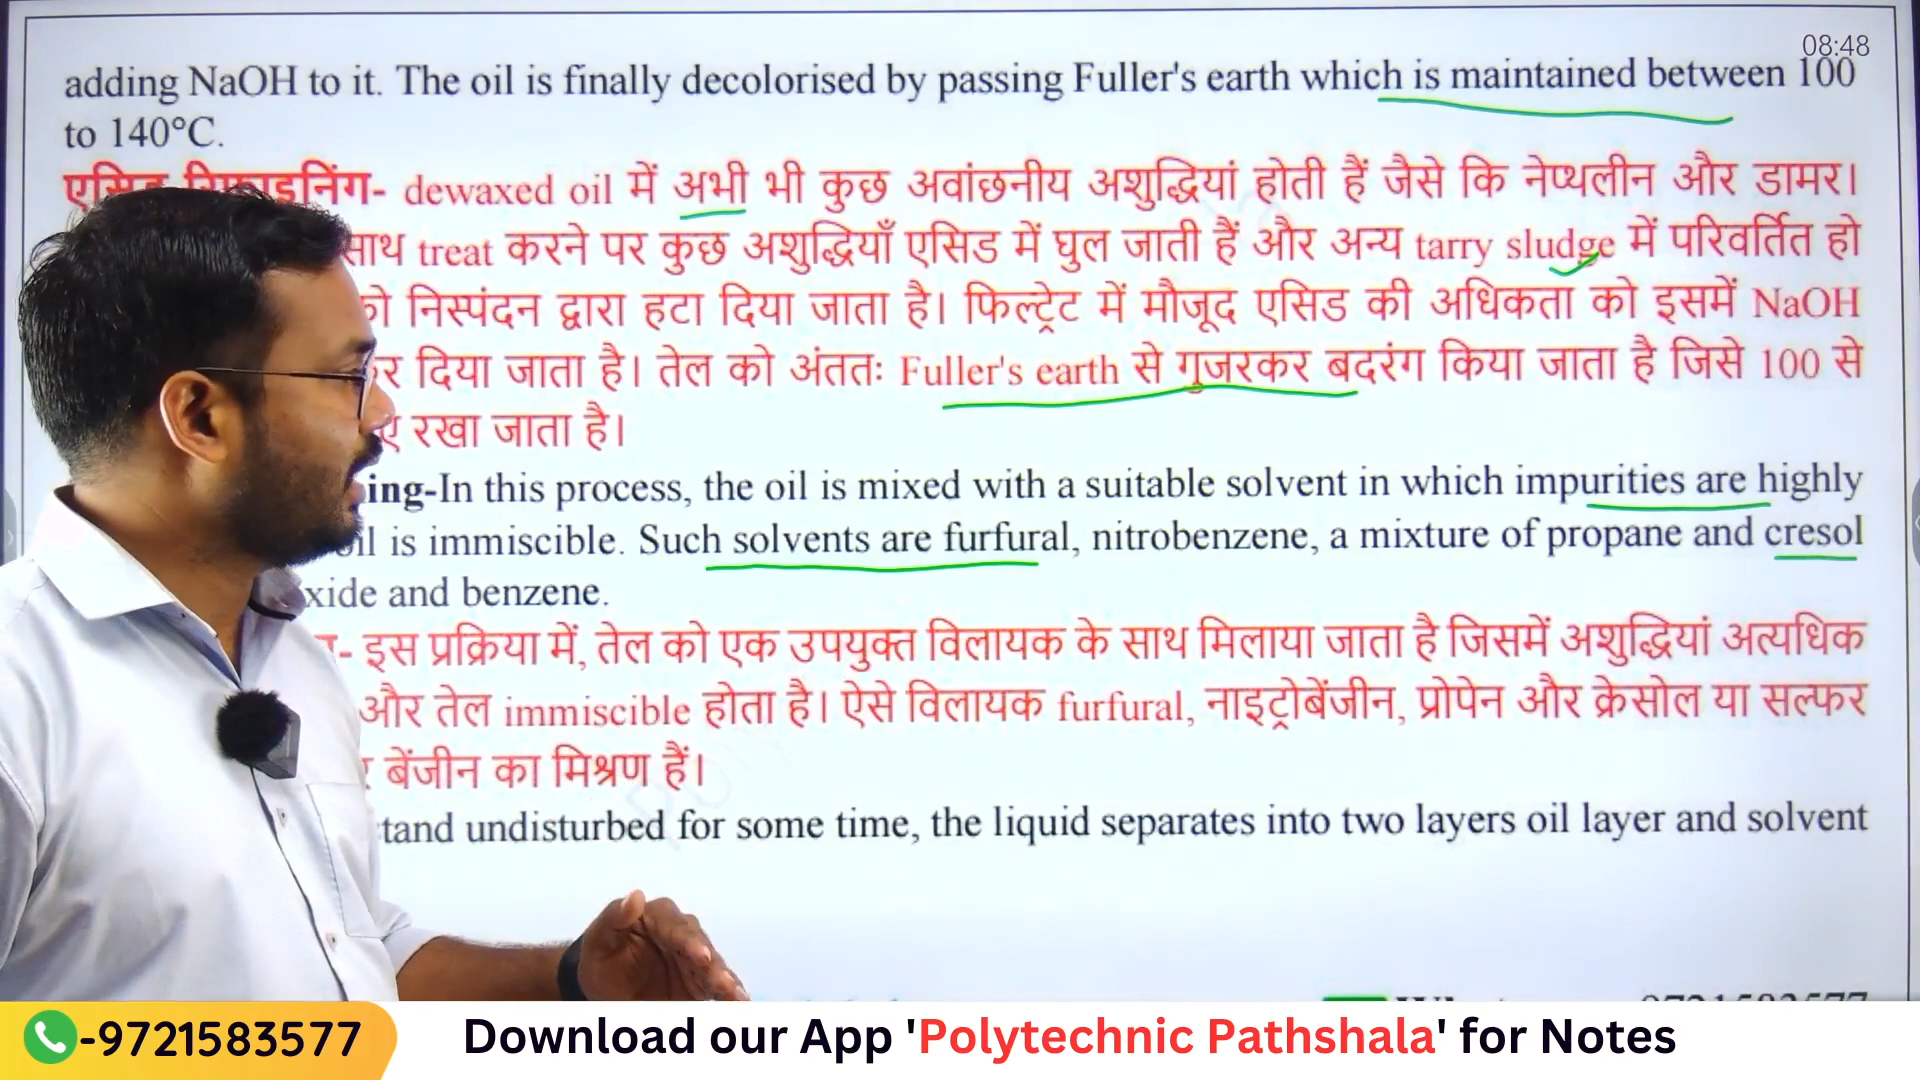 08:48
adding NaOH to it. The oil is finally decolorised by passing Fuller's earth which is maintained between 100
to 140°C.
एसिड रिफाइनिंग- dewaxed oil में अभी भी कुछ अवांछनीय अशुद्धियां होती हैं जैसे कि नेप्थलीन और डामर।
साथ treat करने पर कुछ अशुद्धियाँ एसिड में घुल जाती हैं और अन्य tarry sludge में परिवर्तित हो
को निस्पंदन द्वारा हटा दिया जाता है। फिल्ट्रेट में मौजूद एसिड की अधिकता को इसमें NaOH
दिया जाता है। तेल को अंततः Fuller's earth से गुजरकर बदरंग किया जाता है जिसे 100 से
रखा जाता है।
ing-In this process, the oil is mixed with a suitable solvent in which impurities are highly
oil is immiscible. Such solvents are furfural, nitrobenzene, a mixture of propane and cresol
xide and benzene.
- इस प्रक्रिया में, तेल को एक उपयुक्त विलायक के साथ मिलाया जाता है जिसमें अशुद्धियां अत्यधिक
और तेल immiscible होता है। ऐसे विलायक furfural, नाइट्रोबेंजीन, प्रोपेन और क्रेसोल या सल्फर
बेंजीन का मिश्रण हैं।
tand undisturbed for some time, the liquid separates into two layers oil layer and solvent
-9721583577
Download our App 'Polytechnic Pathshala' for Notes